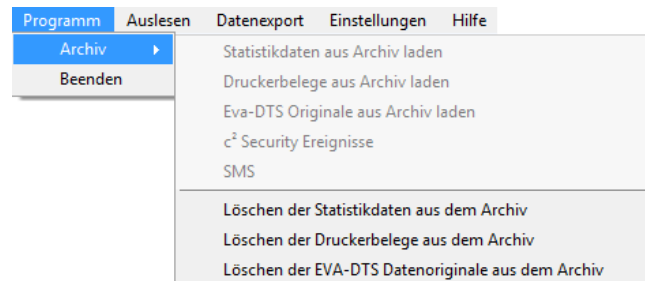 Programm Auslesen Datenexport Einstellungen Hilfe
Archiv
Beenden
Statistikdaten aus Archiv laden
Druckerbelege aus Archiv laden
Eva-DTS Originale aus Archiv laden
c² Security Ereignisse
SMS
Löschen der Statistikdaten aus dem Archiv
Löschen der Druckerbelege aus dem Archiv
Löschen der EVA-DTS Datenoriginale aus dem Archiv